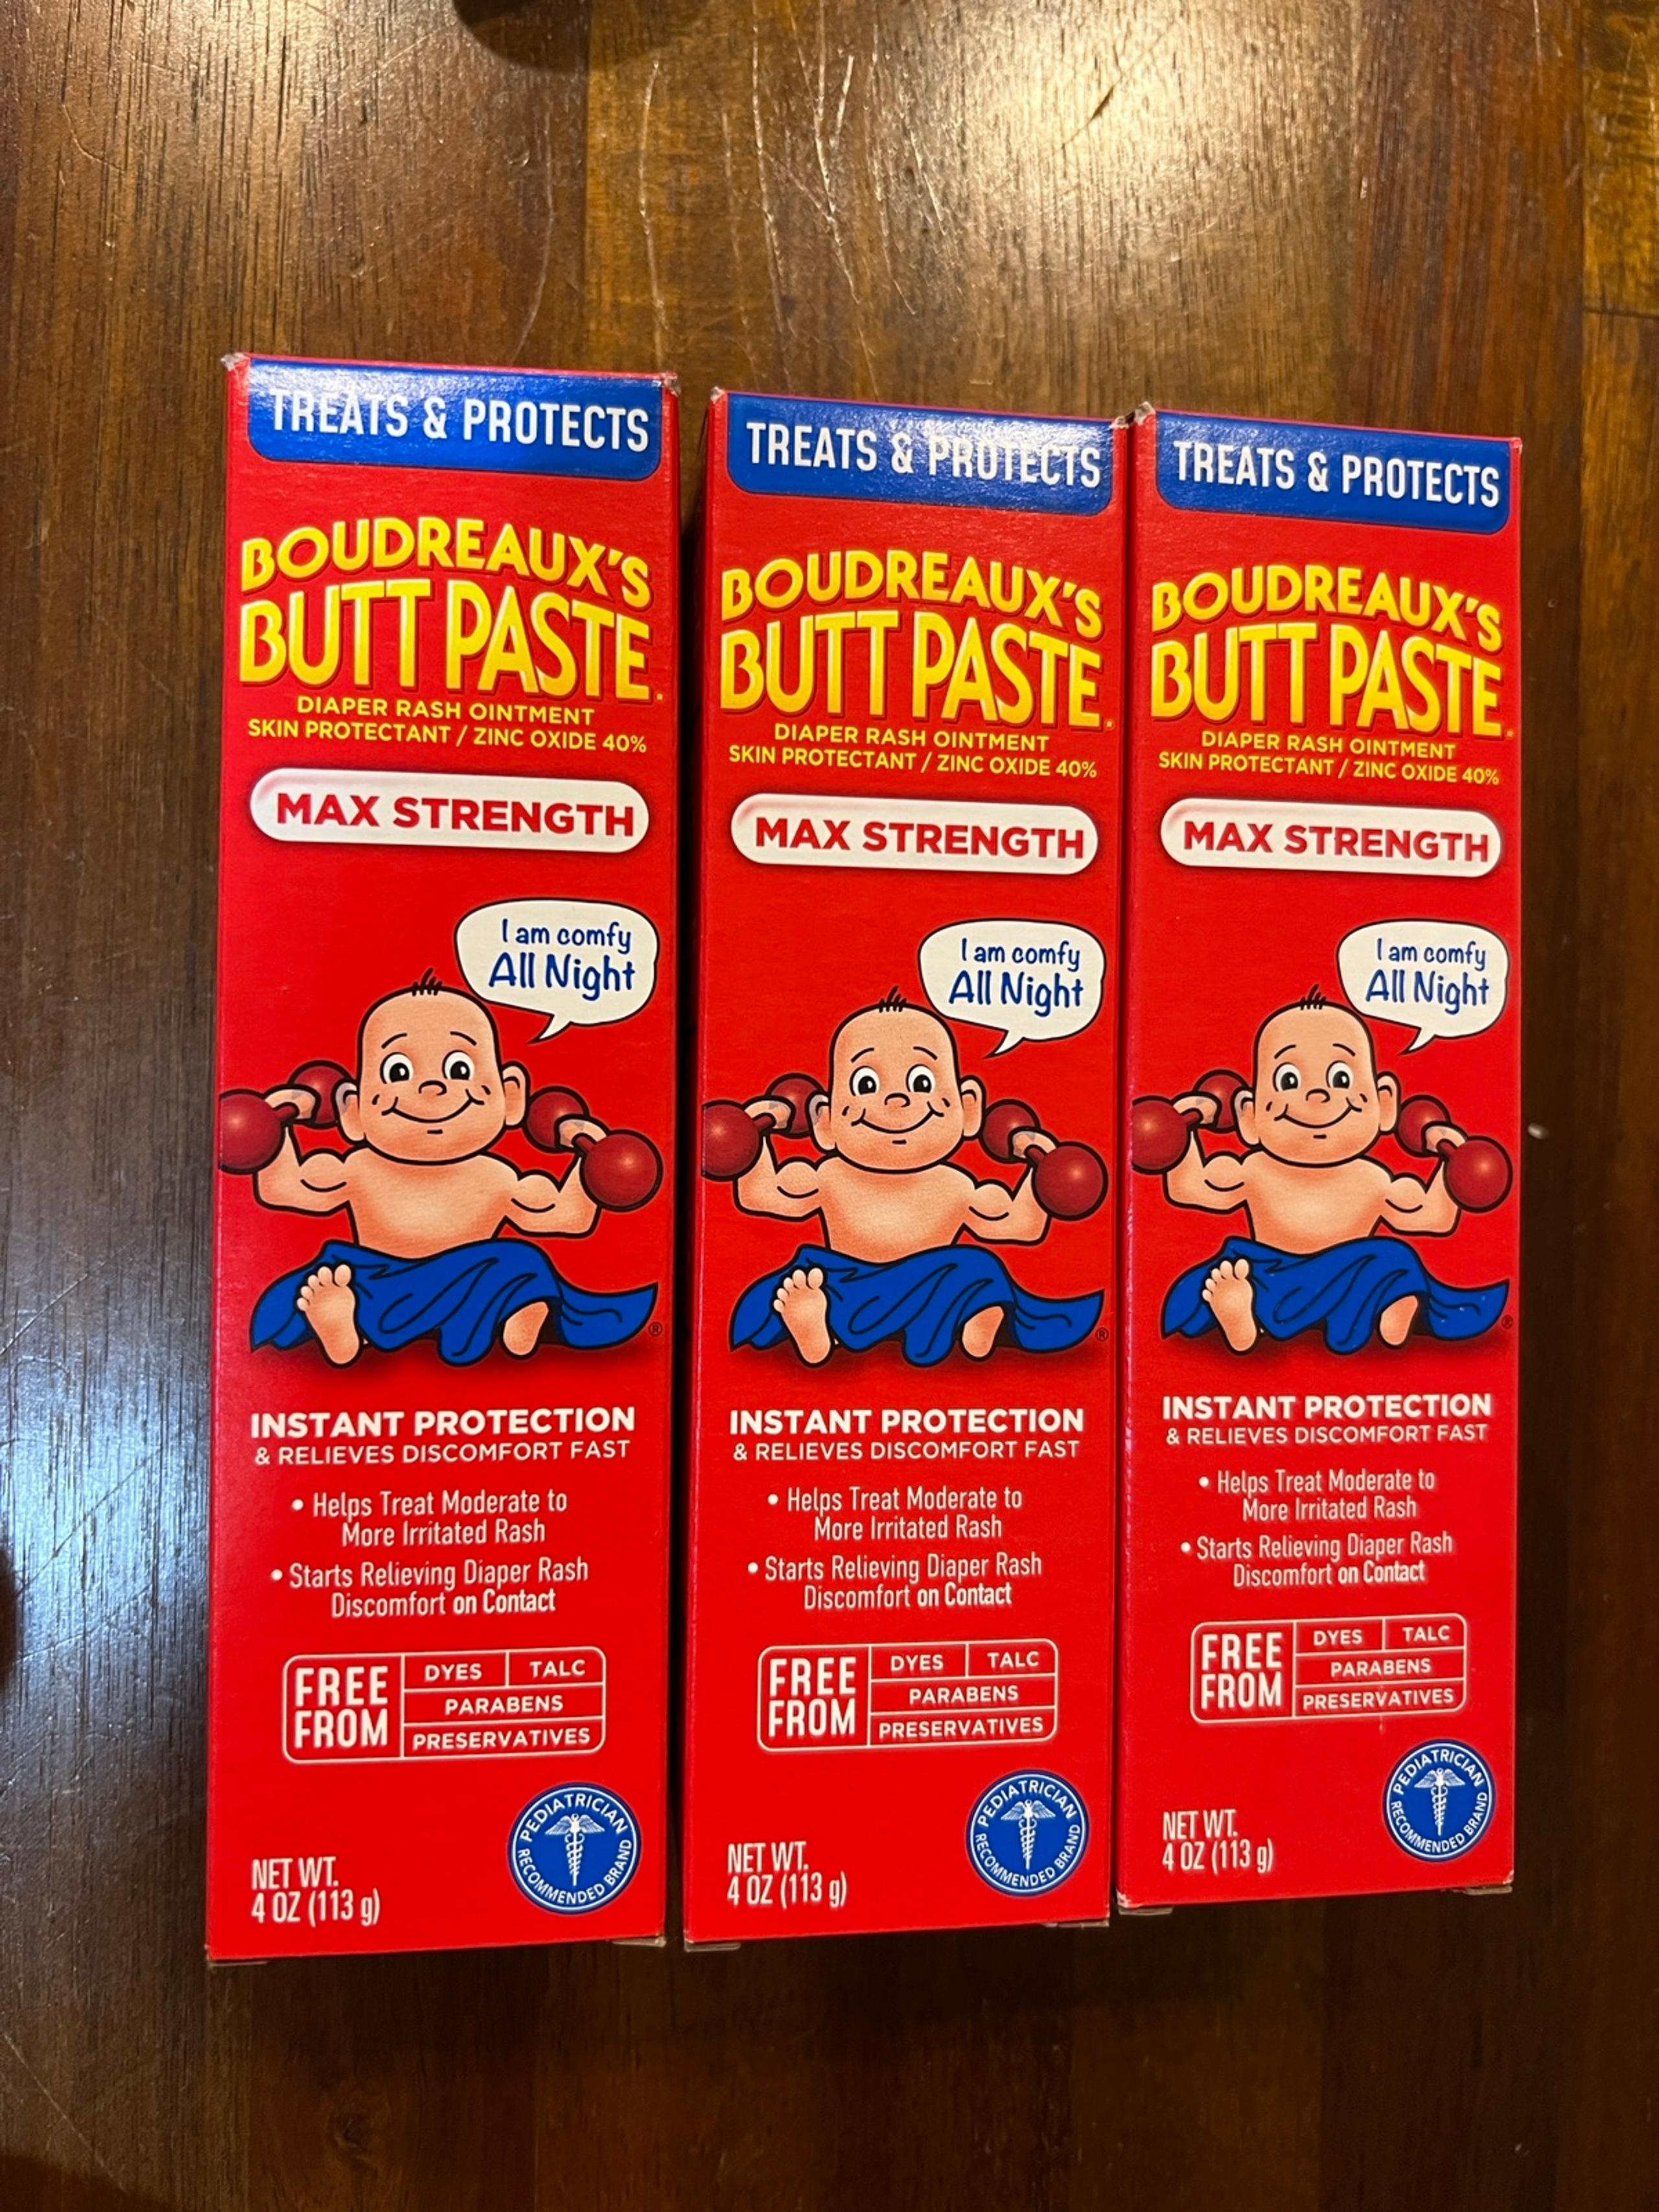 TREATS & PROTECTS
BOUDREAUX'S
BUTT PASTE®
DIAPER RASH OINTMENT
SKIN PROTECTANT / ZINC OXIDE 40%
MAX STRENGTH
I am comfy
All Night
®
INSTANT PROTECTION
& RELIEVES DISCOMFORT FAST
• Helps Treat Moderate to
More Irritated Rash
• Starts Relieving Diaper Rash
Discomfort on Contact
FREE
FROM
DYES
TALC
PARABENS
PRESERVATIVES
PEDIATRICIAN
RECOMMENDED BRAND
NET WT.
4 OZ (113 g)
TREATS & PROTECTS
BOUDREAUX'S
BUTT PASTE®
DIAPER RASH OINTMENT
SKIN PROTECTANT / ZINC OXIDE 40%
MAX STRENGTH
I am comfy
All Night
®
INSTANT PROTECTION
& RELIEVES DISCOMFORT FAST
• Helps Treat Moderate to
More Irritated Rash
• Starts Relieving Diaper Rash
Discomfort on Contact
FREE
FROM
DYES
TALC
PARABENS
PRESERVATIVES
PEDIATRICIAN
RECOMMENDED BRAND
NET WT.
4 OZ (113 g)
TREATS & PROTECTS
BOUDREAUX'S
BUTT PASTE®
DIAPER RASH OINTMENT
SKIN PROTECTANT / ZINC OXIDE 40%
MAX STRENGTH
I am comfy
All Night
®
INSTANT PROTECTION
& RELIEVES DISCOMFORT FAST
• Helps Treat Moderate to
More Irritated Rash
• Starts Relieving Diaper Rash
Discomfort on Contact
FREE
FROM
DYES
TALC
PARABENS
PRESERVATIVES
PEDIATRICIAN
RECOMMENDED BRAND
NET WT.
4 OZ (113 g)